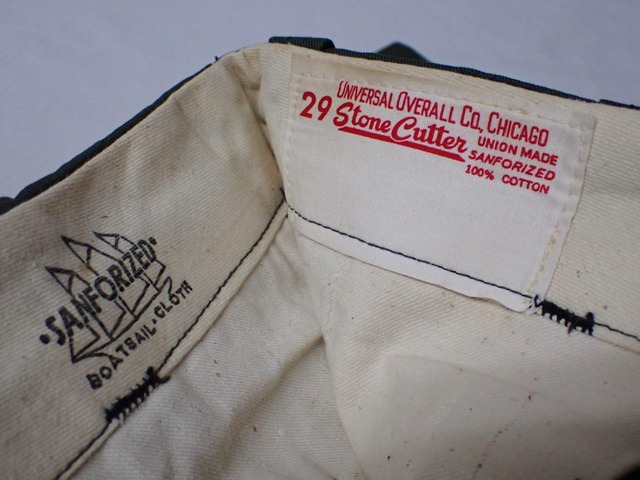 UNIVERSAL OVERALL CO., CHICAGO
29 Stone Cutter
UNION MADE
SANFORIZED
100% COTTON
·SANFORIZED·
BOATSAIL·CLOTH